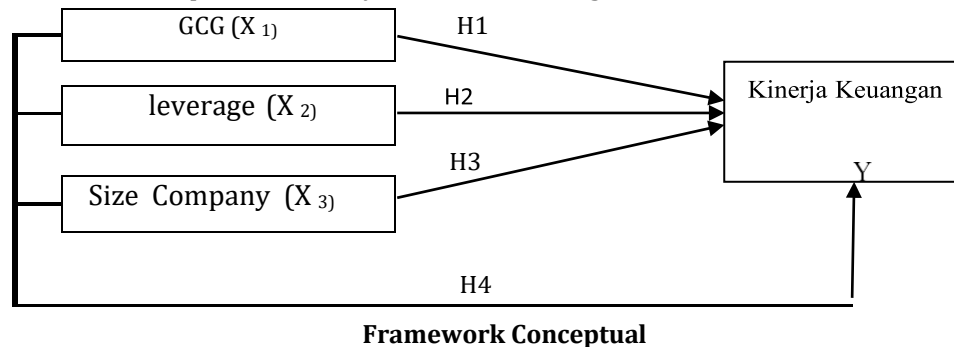 GCG (X 1)
H1
leverage (X 2)
H2
Kinerja Keuangan
Y
Size Company (X 3)
H3
H4
Framework Conceptual